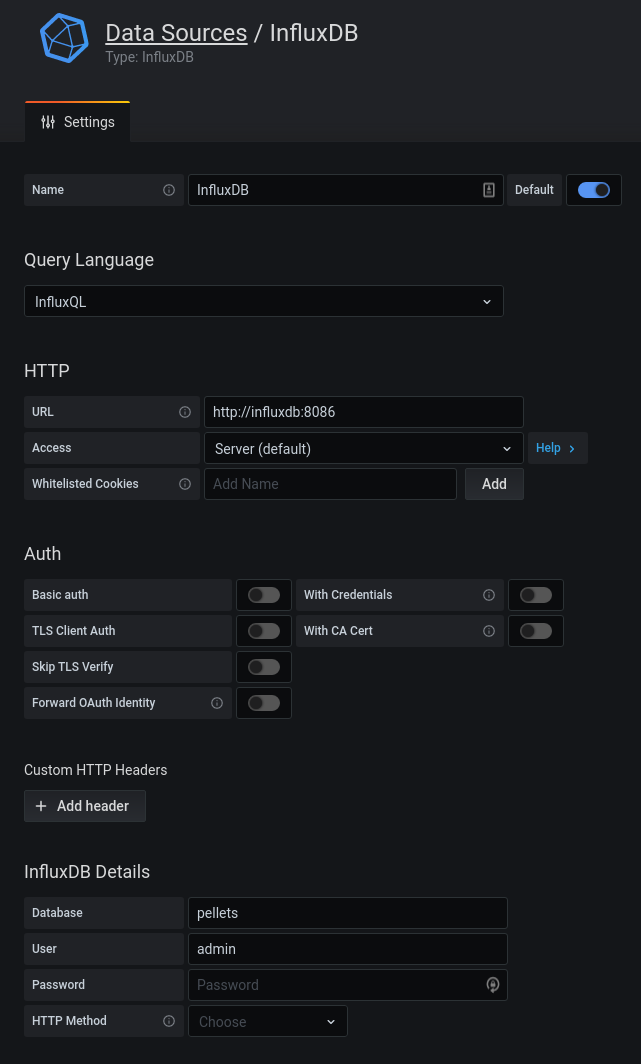 Data Sources / InfluxDB
Type: InfluxDB
Settings
Name InfluxDB Default
Query Language
InfluxQL
HTTP
URL http://influxdb:8086
Access Server (default) Help
Whitelisted Cookies Add Name Add
Auth
Basic auth With Credentials
TLS Client Auth With CA Cert
Skip TLS Verify
Forward OAuth Identity
Custom HTTP Headers
Add header
InfluxDB Details
Database pellets
User admin
Password Password
HTTP Method Choose